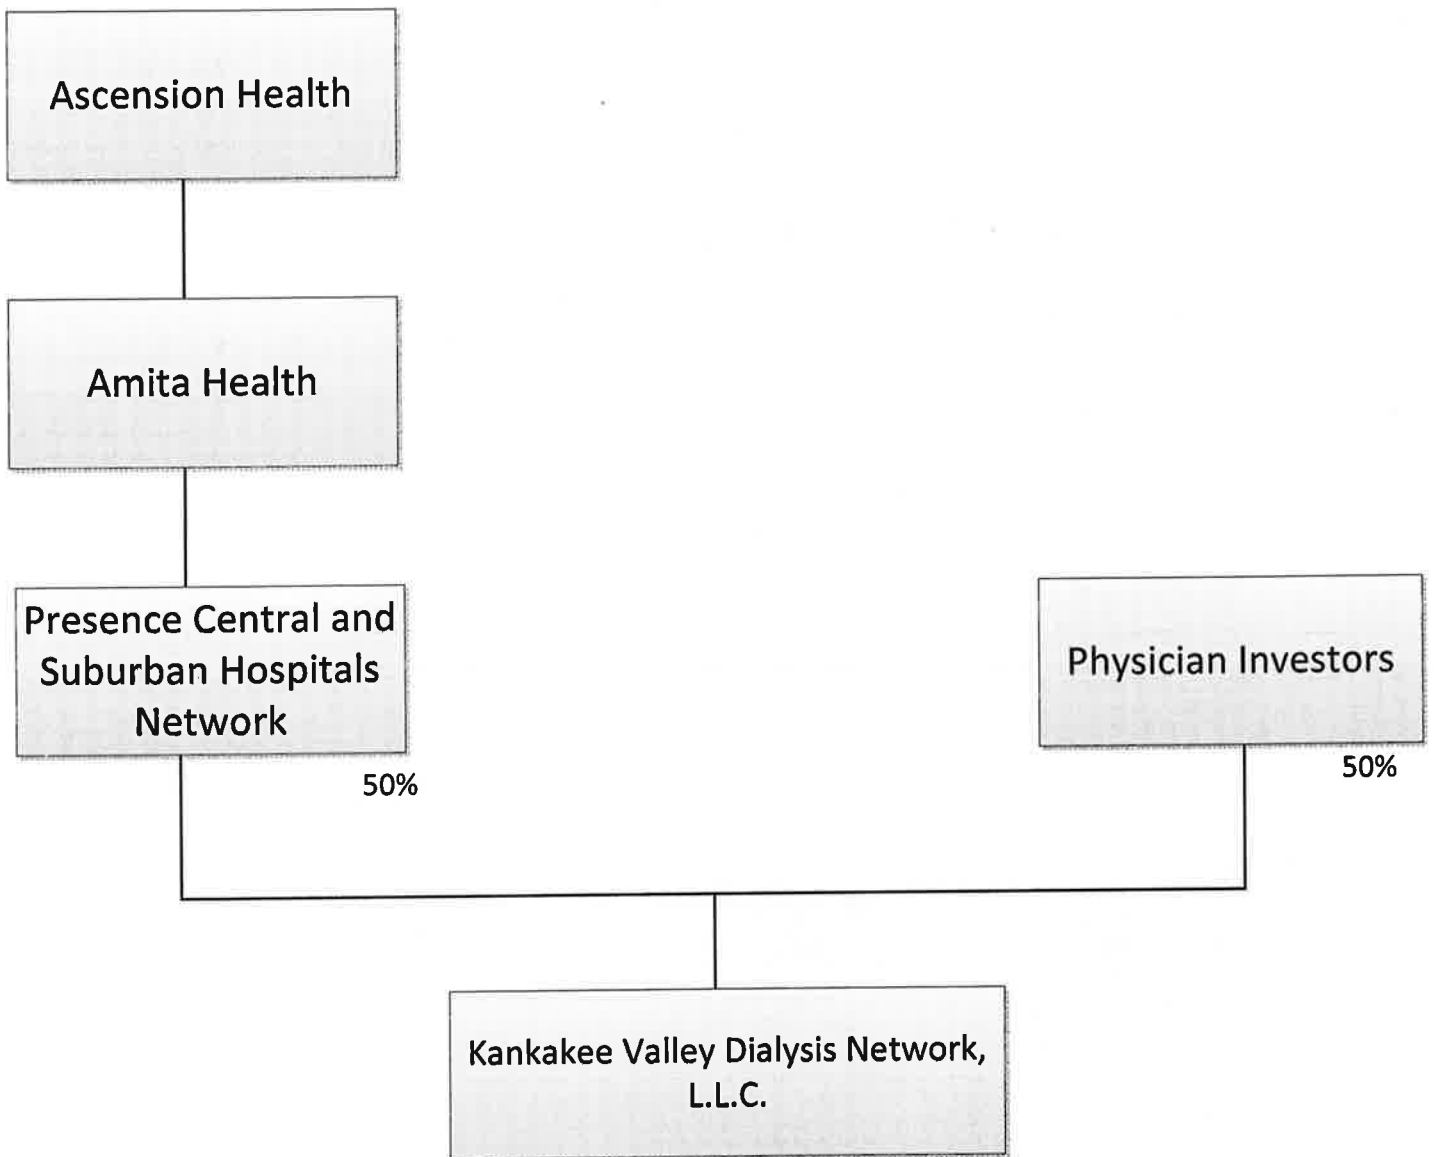 Ascension Health
Amita Health
Presence Central and
Suburban Hospitals
Network
50%
Physician Investors
50%
Kankakee Valley Dialysis Network,
L.L.C.